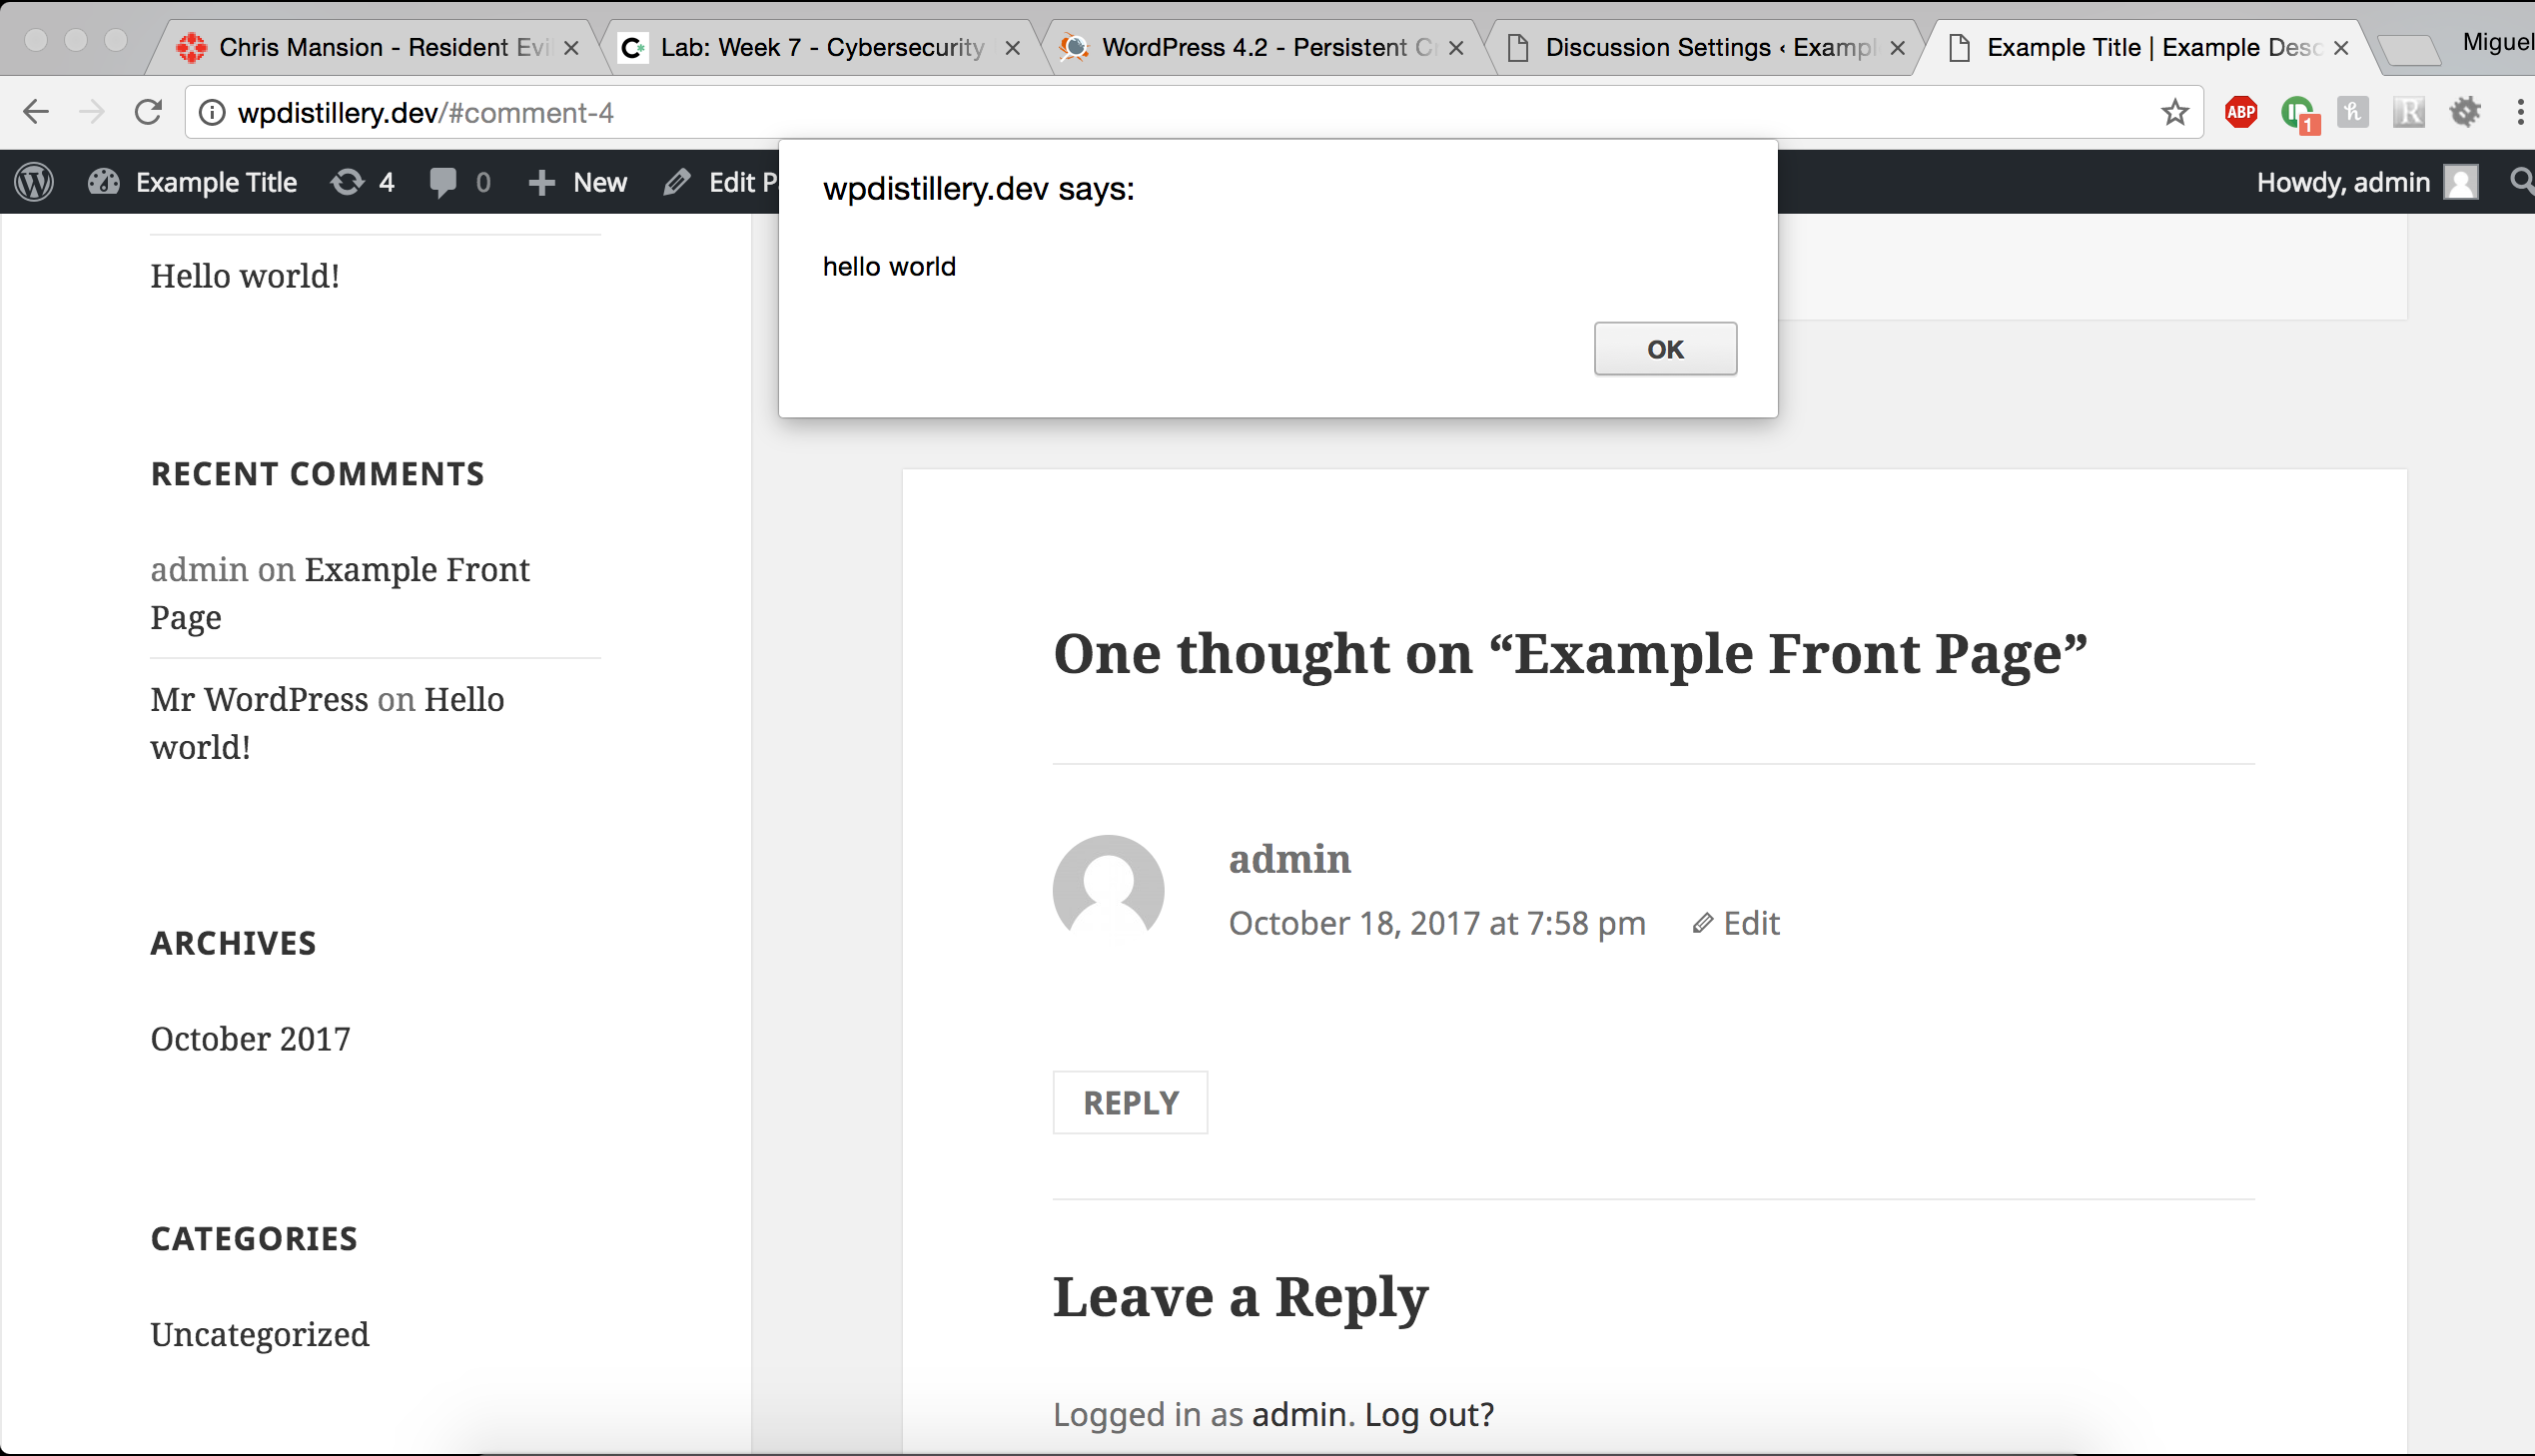 Chris Mansion - Resident Evil
Lab: Week 7 - Cybersecurity
WordPress 4.2 - Persistent C
Discussion Settings ‹ Exampl
Example Title | Example Desc
Miguel
wpdistillery.dev/#comment-4
ABP
1
h
R
Example Title
4
0
New
Edit P
Howdy, admin
wpdistillery.dev says:
hello world
OK
Hello world!
RECENT COMMENTS
admin on Example Front
Page
Mr WordPress on Hello
world!
ARCHIVES
October 2017
CATEGORIES
Uncategorized
One thought on “Example Front Page”
admin
October 18, 2017 at 7:58 pm
Edit
REPLY
Leave a Reply
Logged in as admin. Log out?